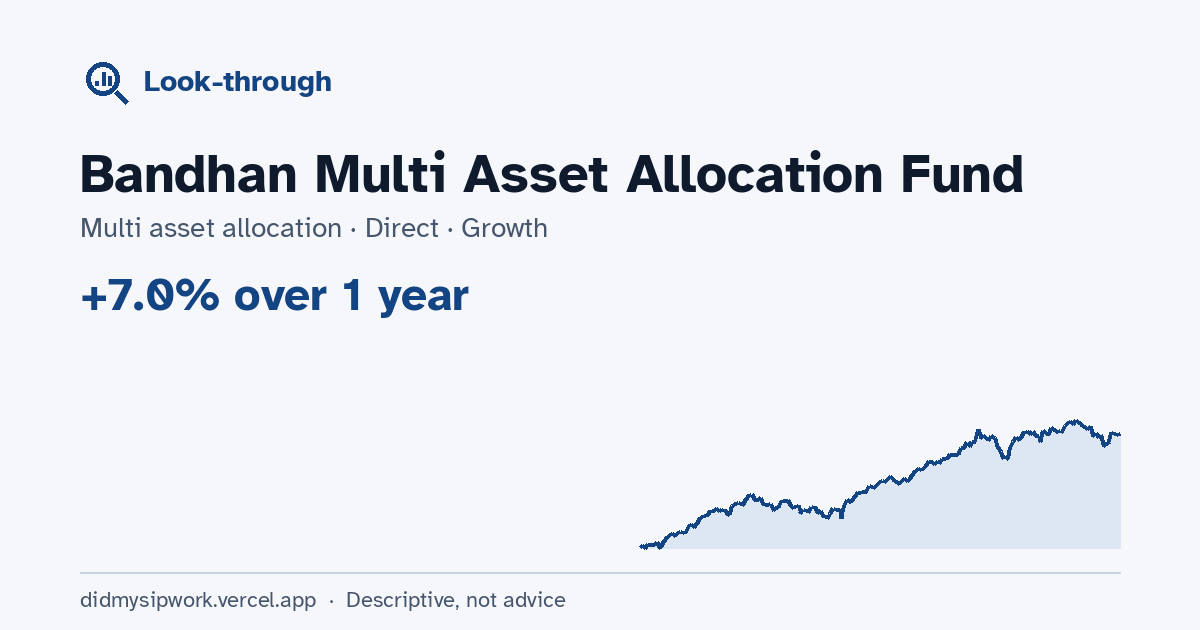 Look-through
Bandhan Multi Asset Allocation Fund
Multi asset allocation · Direct · Growth
+7.0% over 1 year
didmysipwork.vercel.app · Descriptive, not advice